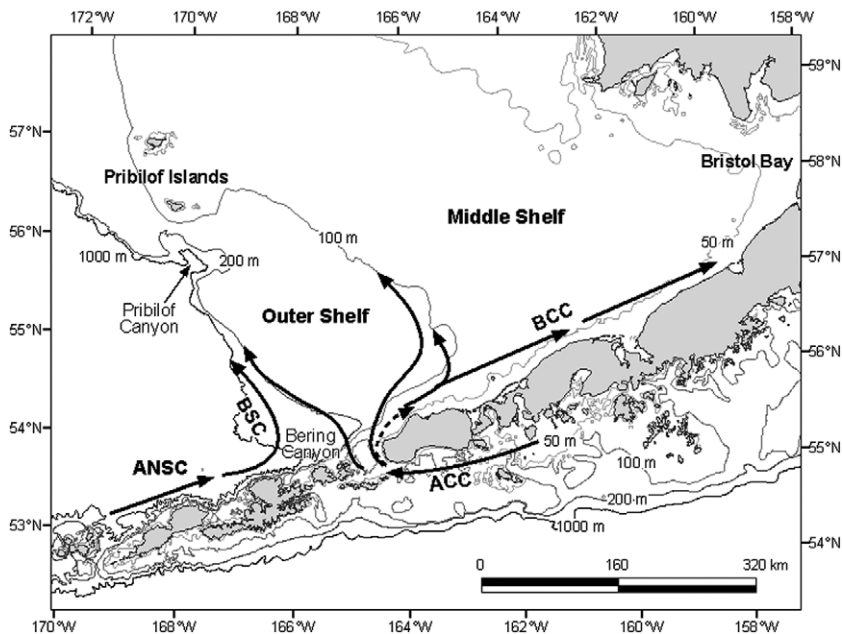 172°W 170°W 168°W 166°W 164°W 162°W 160°W 158°W
59°N
57°N
58°N
Bristol Bay
Pribilof Islands
Middle Shelf
56°N
100 m
50 m
1000 m
200 m
57°N
Pribilof
Canyon
Outer Shelf
BCC
55°N
56°N
BSC
54°N
Bering
Canyon
50 m
55°N
ANSC
100 m
ACC
200 m
53°N
1000 m
54°N
0 160 320 km
170°W 168°W 166°W 164°W 162°W 160°W 158°W